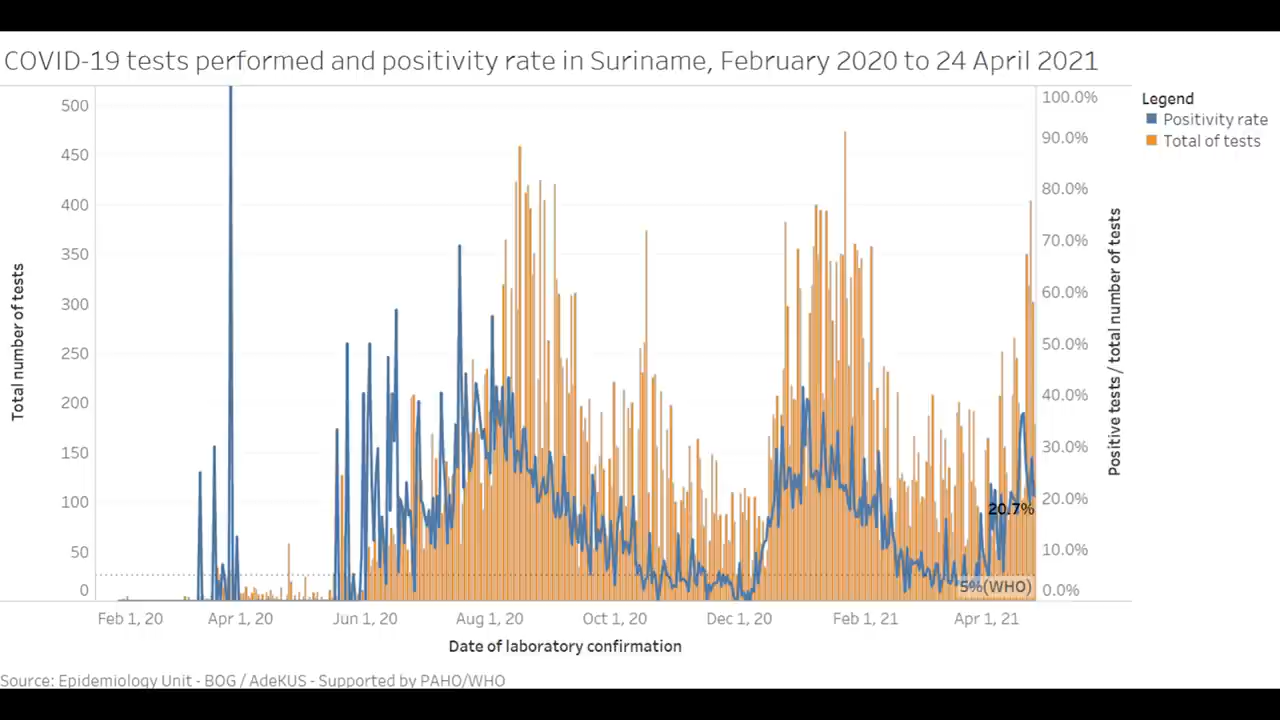 COVID-19 tests performed and positivity rate in Suriname, February 2020 to 24 April 2021
Legend
Positivity rate
Total of tests
Total number of tests
500
450
400
350
300
250
200
150
100
50
0
100.0%
90.0%
80.0%
70.0%
60.0%
50.0%
40.0%
30.0%
20.0%
10.0%
0.0%
Positive tests / total number of tests
20.7%
5%(WHO)
Feb 1, 20
Apr 1, 20
Jun 1, 20
Aug 1, 20
Oct 1, 20
Dec 1, 20
Feb 1, 21
Apr 1, 21
Date of laboratory confirmation
Source: Epidemiology Unit - BOG / AdeKUS - Supported by PAHO/WHO